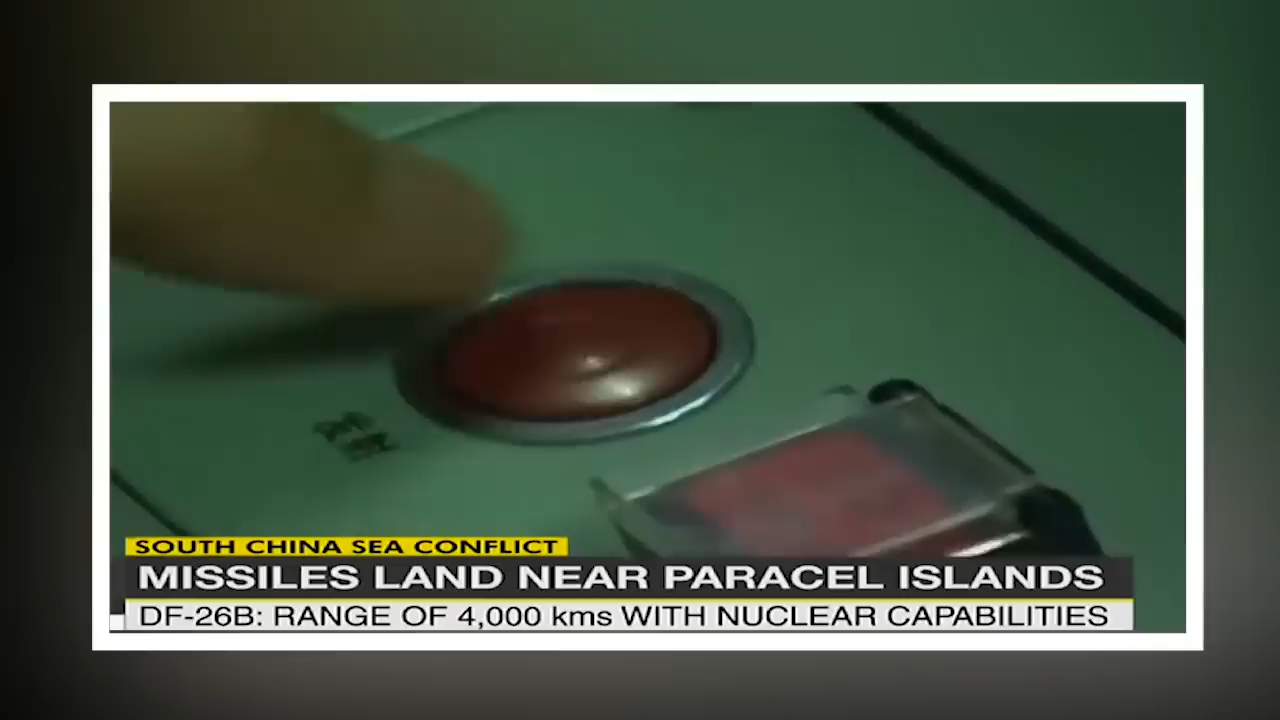 SOUTH CHINA SEA CONFLICT
MISSILES LAND NEAR PARACEL ISLANDS
DF-26B: RANGE OF 4,000 kms WITH NUCLEAR CAPABILITIES